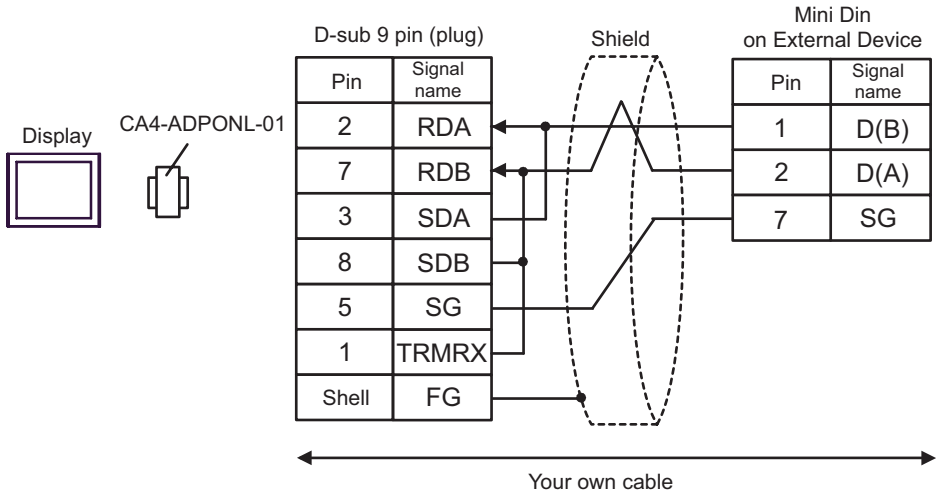 Display
CA4-ADPONL-01
D-sub 9 pin (plug)
Pin Signal name
2 RDA
7 RDB
3 SDA
8 SDB
5 SG
1 TRMRX
Shell FG
Shield
Mini Din
on External Device
Pin Signal name
1 D(B)
2 D(A)
7 SG
Your own cable